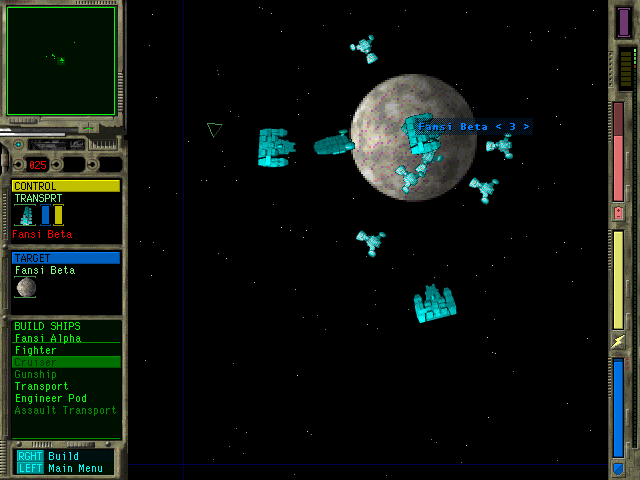 Fansi Beta < 3 >
025
CONTROL
TRANSPRT
Fansi Beta
TARGET
Fansi Beta
BUILD SHIPS
Fansi Alpha
Fighter
Cruiser
Gunship
Transport
Engineer Pod
Assault Transport
RGHT Build
LEFT Main Menu